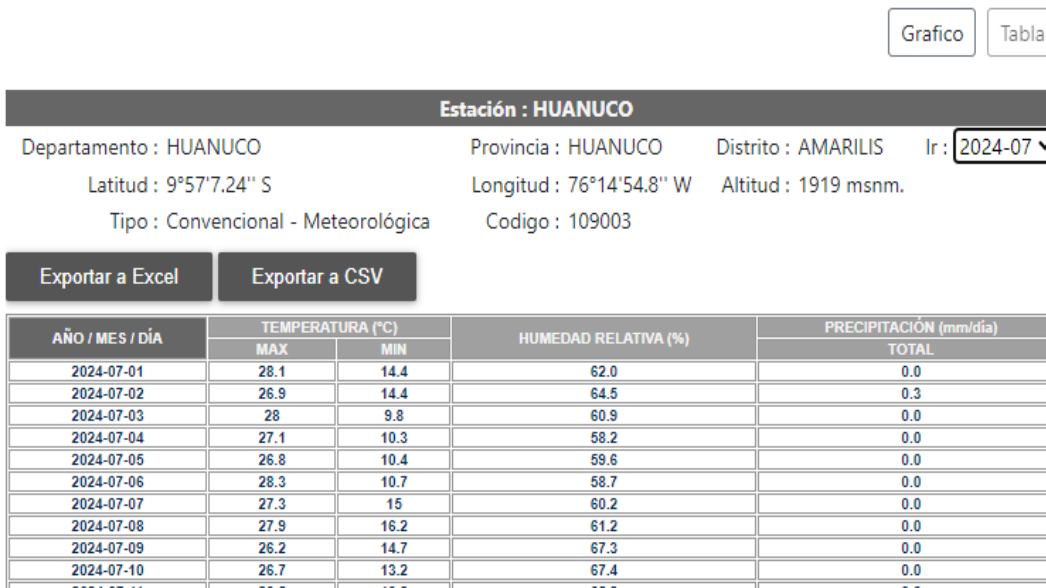 Grafico Tabla
Estación : HUANUCO
Departamento : HUANUCO Provincia : HUANUCO Distrito : AMARILIS Ir : 2024-07
Latitud : 9°57'7.24'' S Longitud : 76°14'54.8'' W Altitud : 1919 msnm.
Tipo : Convencional - Meteorológica Codigo : 109003
Exportar a Excel Exportar a CSV
AÑO / MES / DÍA TEMPERATURA (°C) HUMEDAD RELATIVA (%) PRECIPITACIÓN (mm/día)
MAX MIN TOTAL
2024-07-01 28.1 14.4 62.0 0.0
2024-07-02 26.9 14.4 64.5 0.3
2024-07-03 28 9.8 60.9 0.0
2024-07-04 27.1 10.3 58.2 0.0
2024-07-05 26.8 10.4 59.6 0.0
2024-07-06 28.3 10.7 58.7 0.0
2024-07-07 27.3 15 60.2 0.0
2024-07-08 27.9 16.2 61.2 0.0
2024-07-09 26.2 14.7 67.3 0.0
2024-07-10 26.7 13.2 67.4 0.0